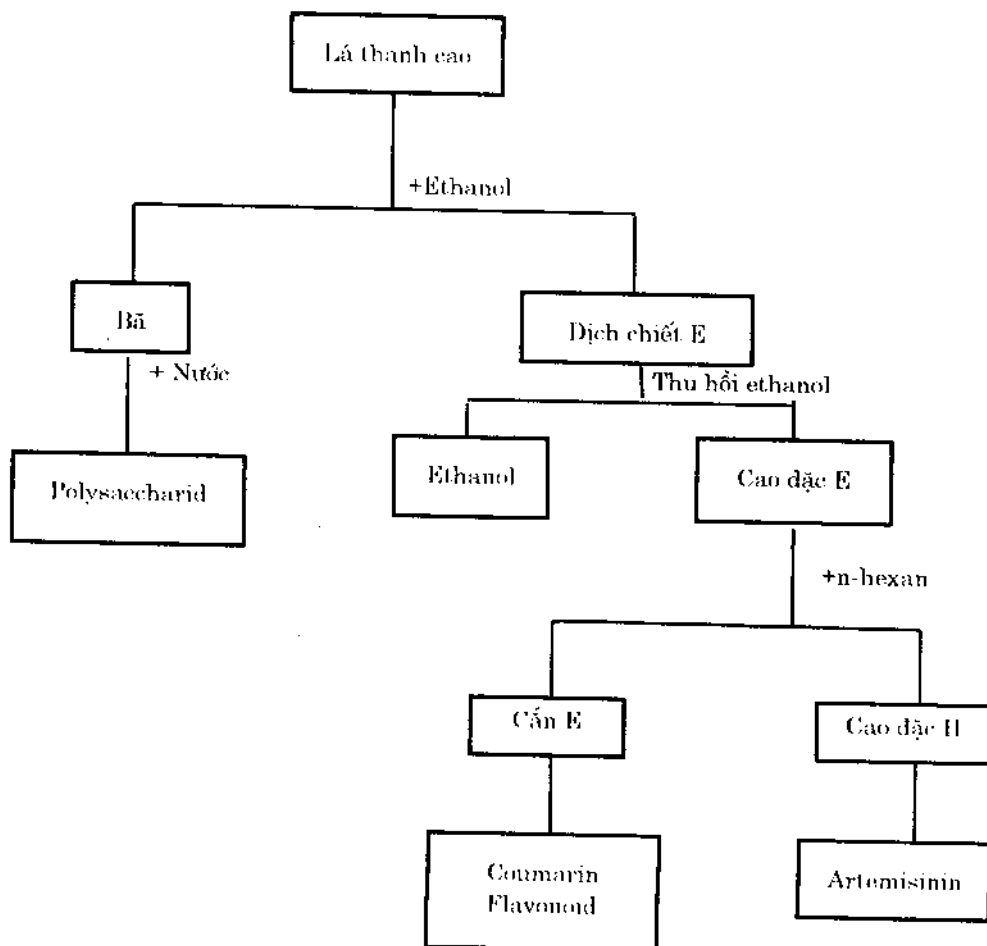 Lá thanh cao
+Ethanol
Bã
Dịch chiết E
+ Nước
Thu hồi ethanol
Polysaccharid
Ethanol
Cao đặc E
+n-hexan
Cắn E
Cao đặc H
Coumarin
Flavonoid
Artemisinin